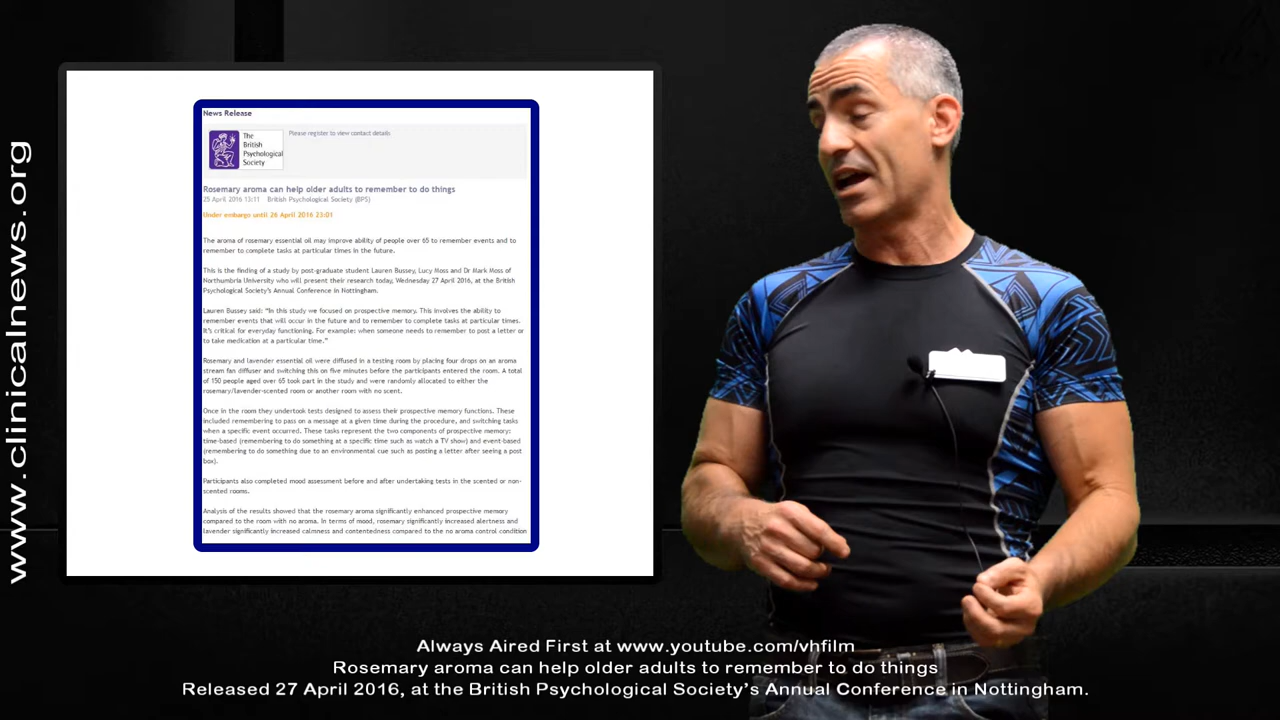 www.clinicalnews.org
News Release
The
British
Psychological
Society
Please register to view contact details
Rosemary aroma can help older adults to remember to do things
25 April 2016 13:11 British Psychological Society (BPS)
Under embargo until 26 April 2016 23:01
The aroma of rosemary essential oil may improve ability of people over 65 to remember events and to
remember to complete tasks at particular times in the future.
This is the finding of a study by post-graduate student Lauren Bussey, Lucy Moss and Dr Mark Moss of
Northumbria University who will present their research today, Wednesday 27 April 2016, at the British
Psychological Society's Annual Conference in Nottingham.
Lauren Bussey said: "In this study we focused on prospective memory. This involves the ability to
remember events that will occur in the future and to remember to complete tasks at particular times.
It's critical for everyday functioning. For example: when someone needs to remember to post a letter or
to take medication at a particular time."
Rosemary and lavender essential oil were diffused in a testing room by placing four drops on an aroma
stream fan diffuser and switching this on five minutes before the participants entered the room. A total
of 150 people aged over 65 took part in the study and were randomly allocated to either the
rosemary/lavender-scented room or another room with no scent.
Once in the room they undertook tests designed to assess their prospective memory functions. These
included remembering to pass on a message at a given time during the procedure, and switching tasks
when a specific event occurred. These tasks represent the two components of prospective memory:
time-based (remembering to do something at a specific time such as watch a TV show) and event-based
(remembering to do something due to an environmental cue such as posting a letter after seeing a post
box).
Participants also completed mood assessment before and after undertaking tests in the scented or non-
scented rooms.
Analysis of the results showed that the rosemary aroma significantly enhanced prospective memory
compared to the room with no aroma. In terms of mood, rosemary significantly increased alertness and
lavender significantly increased calmness and contentedness compared to the no aroma control condition
Always Aired First at www.youtube.com/vhfilm
Rosemary aroma can help older adults to remember to do things
Released 27 April 2016, at the British Psychological Society's Annual Conference in Nottingham.